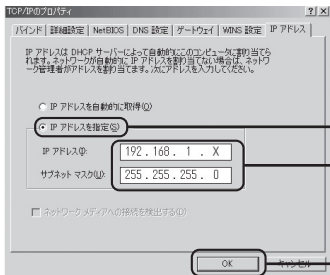 TCP/IPのプロパティ
バインド 詳細設定 NetBIOS DNS 設定 ゲートウェイ WINS 設定 IP アドレス
IP アドレスは DHCP サーバーによって自動的にこのコンピュータに割り当てら
れます。ネットワークが自動的に IP アドレスを割り当てない場合は、ネットワ
ーク管理者がアドレスを割り当てます。次にアドレスを入力してください。
IP アドレスを自動的に取得(O)
IP アドレスを指定(S)
IP アドレス(I):
192.168. 1 . X
サブネット マスク(U):
255.255.255. 0
ネットワーク メディアへの接続を検出する(D)
OK
キャンセル